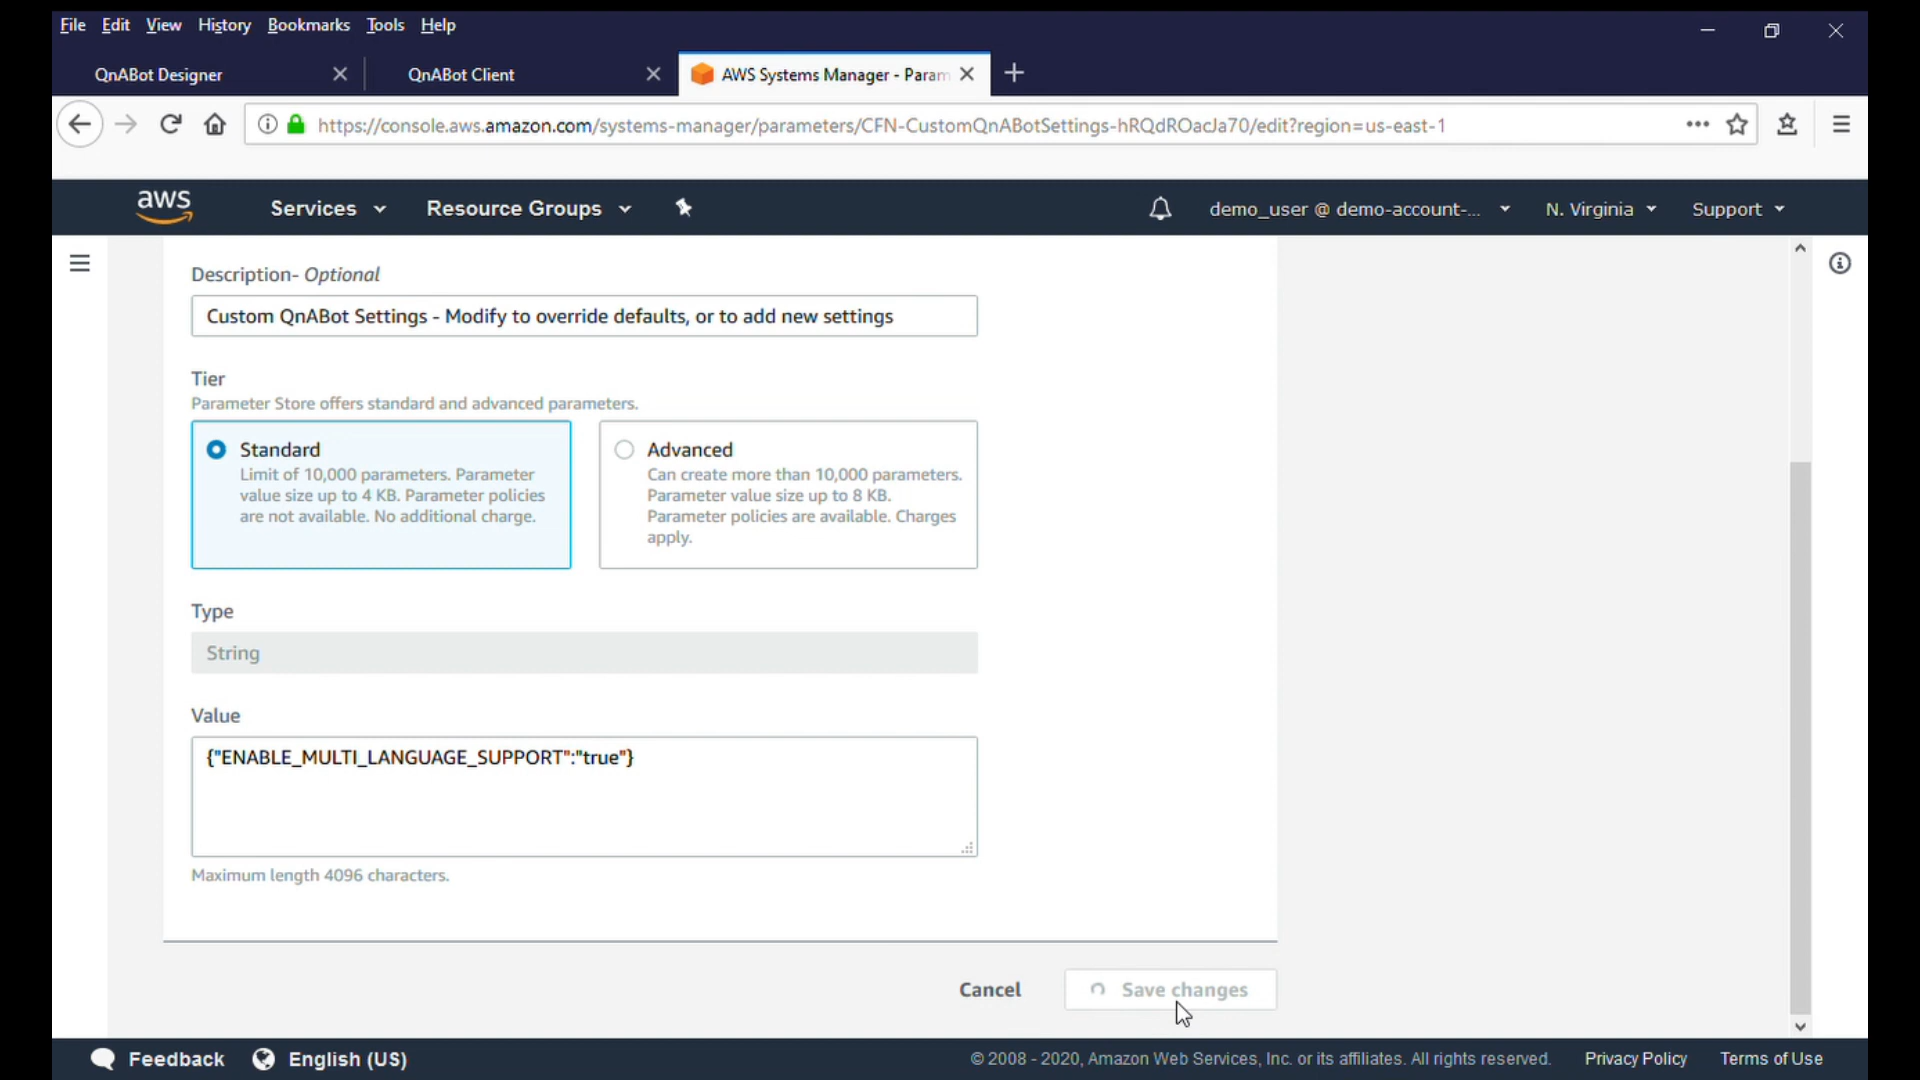 File Edit View History Bookmarks Tools Help
QnABot Designer
QnABot Client
AWS Systems Manager - Param
https://console.aws.amazon.com/systems-manager/parameters/CFN-CustomQnABotSettings-hRQdROacJa70/edit?region=us-east-1
aws
Services
Resource Groups
demo_user @ demo-account-...
N. Virginia
Support
Description- Optional
Custom QnABot Settings - Modify to override defaults, or to add new settings
Tier
Parameter Store offers standard and advanced parameters.
Standard
Limit of 10,000 parameters. Parameter
value size up to 4 KB. Parameter policies
are not available. No additional charge.
Advanced
Can create more than 10,000 parameters.
Parameter value size up to 8 KB.
Parameter policies are available. Charges
apply.
Type
String
Value
{"ENABLE_MULTI_LANGUAGE_SUPPORT":"true"}
Maximum length 4096 characters.
Cancel
Save changes
Feedback
English (US)
© 2008 - 2020, Amazon Web Services, Inc. or its affiliates. All rights reserved.
Privacy Policy
Terms of Use